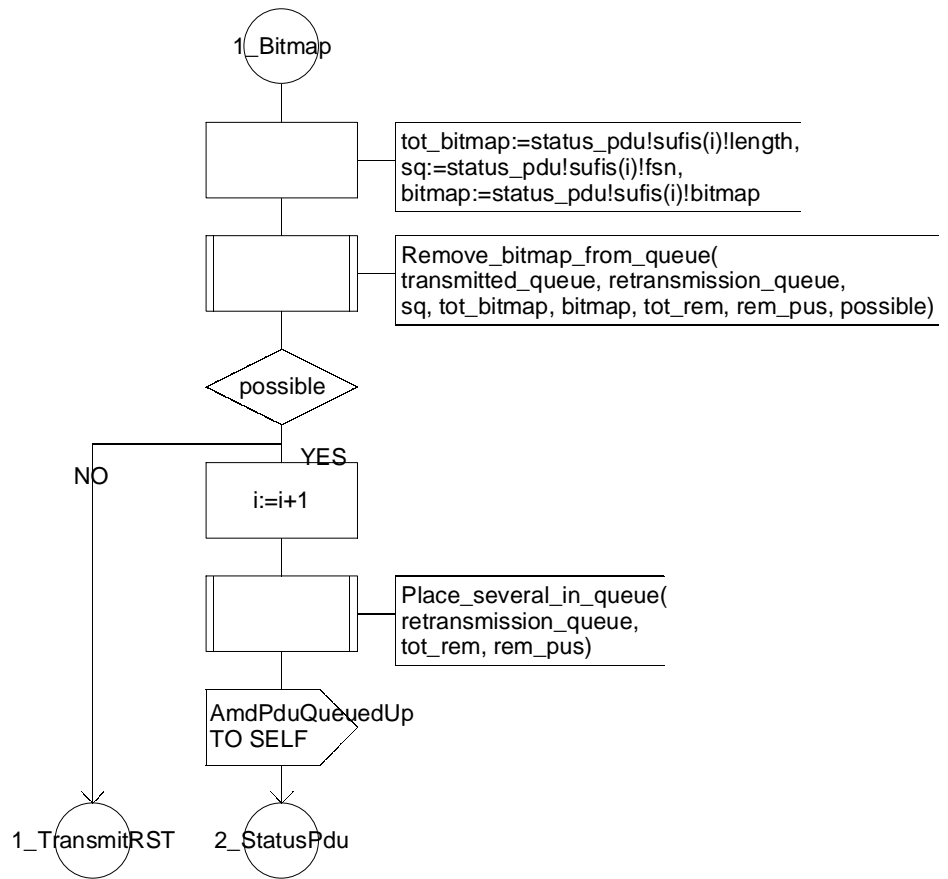 1_Bitmap
tot_bitmap:=status_pdu!sufis(i)!length,
sq:=status_pdu!sufis(i)!fsn,
bitmap:=status_pdu!sufis(i)!bitmap
Remove_bitmap_from_queue(
transmitted_queue, retransmission_queue,
sq, tot_bitmap, bitmap, tot_rem, rem_pus, possible)
possible
YES
NO
i:=i+1
Place_several_in_queue(
retransmission_queue,
tot_rem, rem_pus)
AmdPduQueuedUp
TO SELF
1_TransmitRST
2_StatusPdu